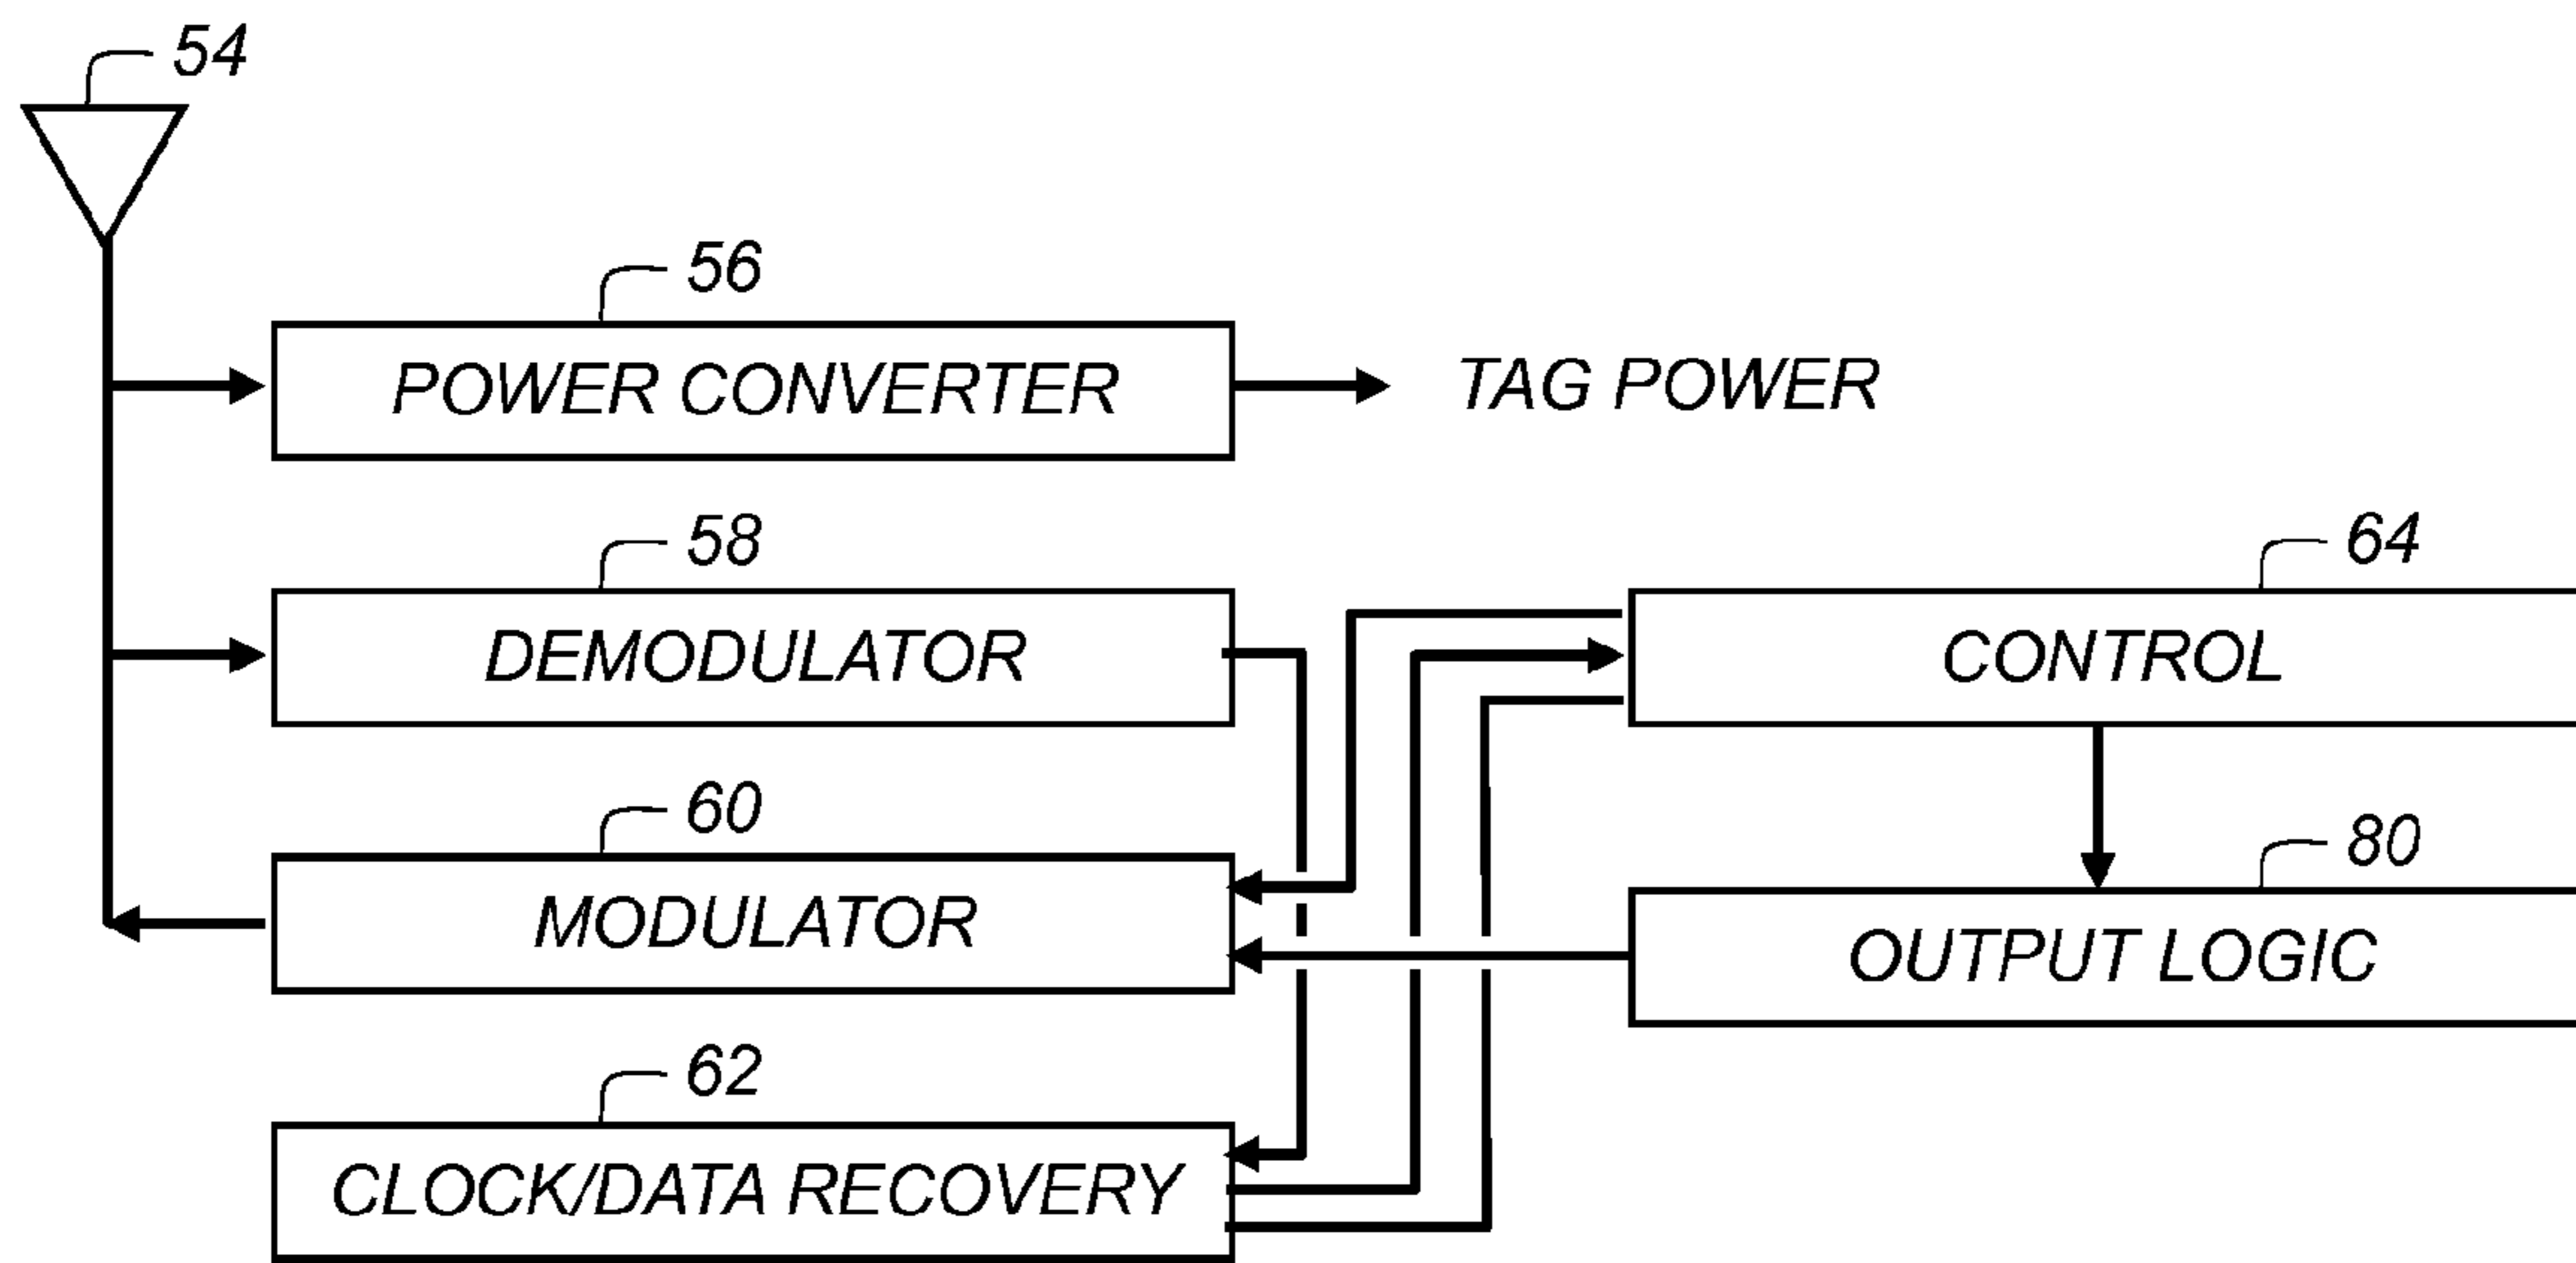 54
56
POWER CONVERTER
TAG POWER
58
DEMODULATOR
64
CONTROL
60
MODULATOR
80
OUTPUT LOGIC
62
CLOCK/DATA RECOVERY